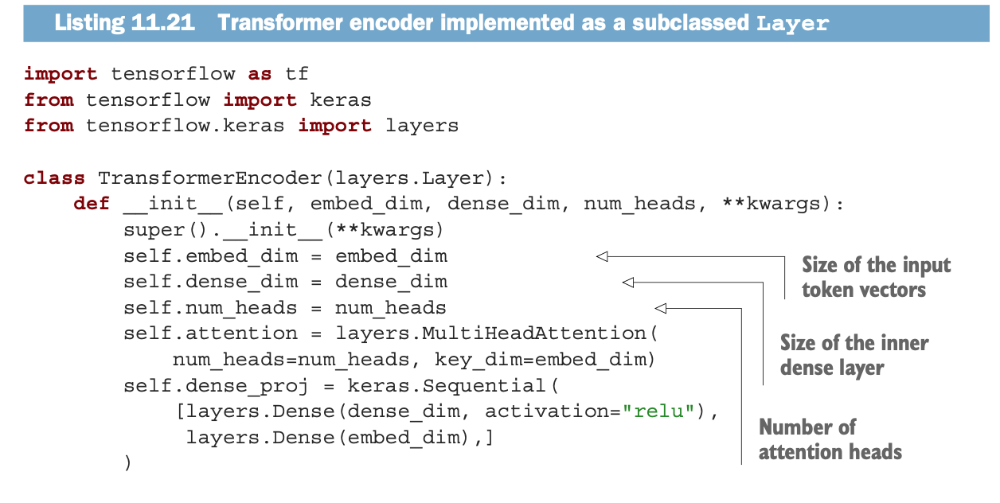 Listing 11.21 Transformer encoder implemented as a subclassed Layer
import tensorflow as tf
from tensorflow import keras
from tensorflow.keras import layers
class TransformerEncoder(layers.Layer):
    def __init__(self, embed_dim, dense_dim, num_heads, **kwargs):
        super().__init__(**kwargs)
        self.embed_dim = embed_dim
        self.dense_dim = dense_dim
        self.num_heads = num_heads
        self.attention = layers.MultiHeadAttention(
            num_heads=num_heads, key_dim=embed_dim)
        self.dense_proj = keras.Sequential(
            [layers.Dense(dense_dim, activation="relu"),
             layers.Dense(embed_dim),]
        )
Size of the input
token vectors
Size of the inner
dense layer
Number of
attention heads